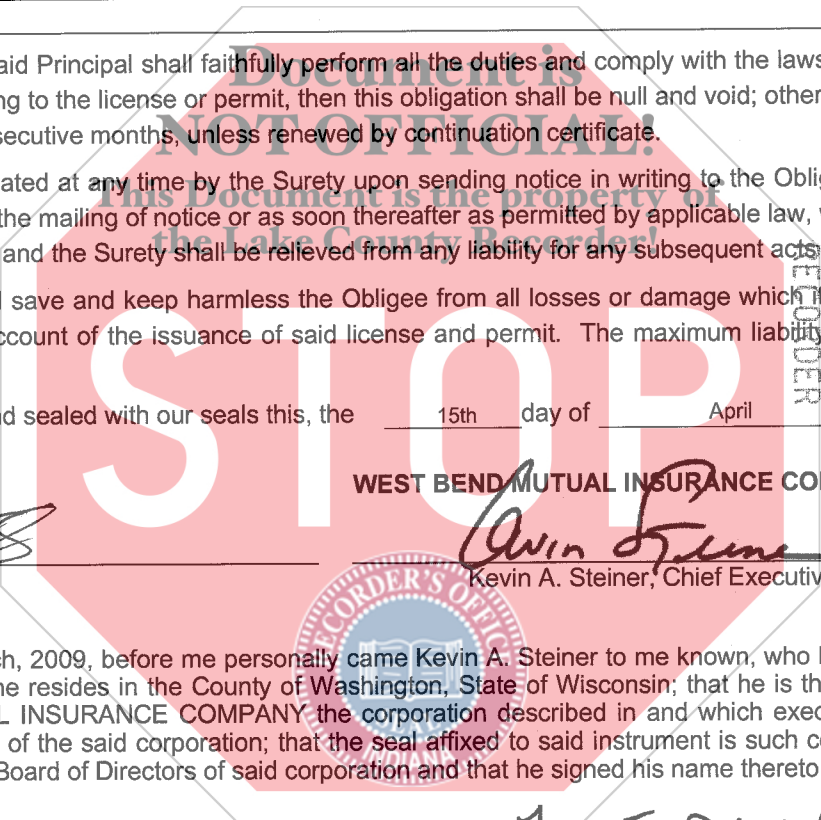 Document is
aid Principal shall faithfully perform all the duties and comply with the laws
ng to the license or permit, then this obligation shall be null and void; other
NOT OFFICIAL!
secutive months, unless renewed by continuation certificate.
ated at any time by the Surety upon sending notice in writing to the Oblig
This Document is the property of
the mailing of notice or as soon thereafter as permitted by applicable law,
the Lake County Recorder!
and the Surety shall be relieved from any liability for any subsequent acts
save and keep harmless the Obligee from all losses or damage which i
ccount of the issuance of said license and permit. The maximum liability
RECORDER
STOP
nd sealed with our seals this, the 15th day of April
WEST BEND MUTUAL INSURANCE CO
Kevin Steiner
Kevin A. Steiner, Chief Executiv
RECORDER'S OFFIC
ch, 2009, before me personally came Kevin A. Steiner to me known, who
he resides in the County of Washington, State of Wisconsin; that he is th
L INSURANCE COMPANY the corporation described in and which exec
of the said corporation; that the seal affixed to said instrument is such c
SEAL
INDIANA
Board of Directors of said corporation and that he signed his name thereto